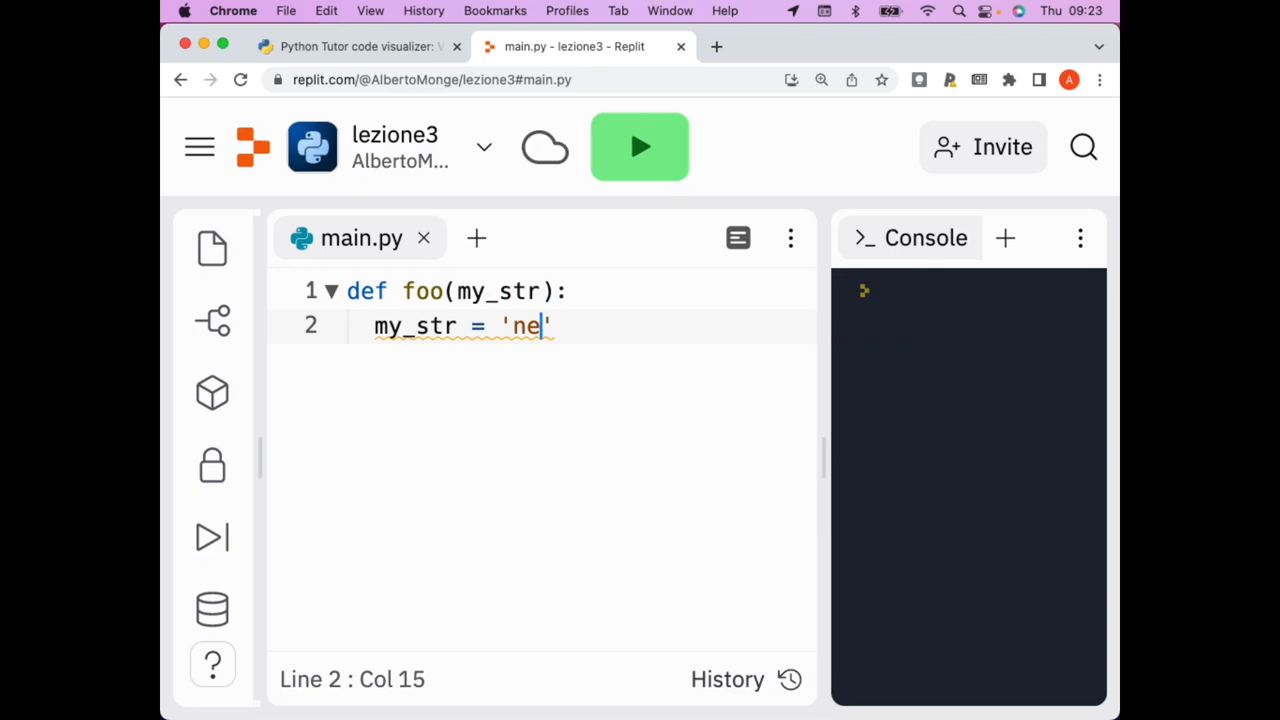 Chrome File Edit View History Bookmarks Profiles Tab Window Help Thu 09:23
Python Tutor code visualizer: V
main.py - lezione3 - Replit
replit.com/@AlbertoMonge/lezione3#main.py
A
lezione3
AlbertoM...
Invite
main.py
Console
1 def foo(my_str):
2 my_str = 'ne'
?
Line 2 : Col 15
History